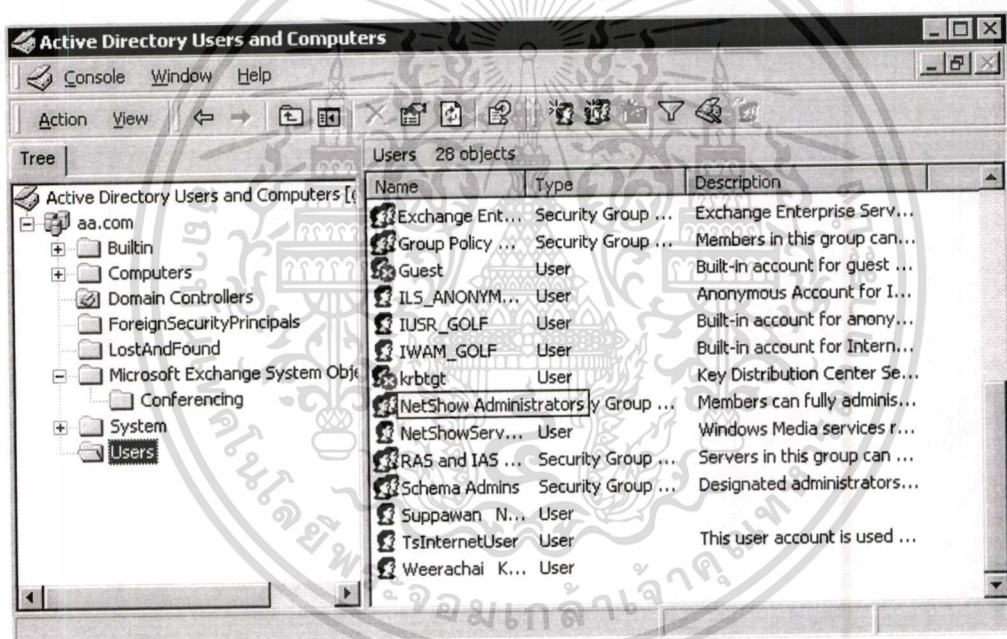 Active Directory Users and Computers
Console Window Help
Action View
Tree
Users 28 objects
Active Directory Users and Computers [
aa.com
Builtin
Computers
Domain Controllers
ForeignSecurityPrincipals
LostAndFound
Microsoft Exchange System Obje
Conferencing
System
Users
Name Type Description
Exchange Ent... Security Group ... Exchange Enterprise Serv...
Group Policy ... Security Group ... Members in this group can...
Guest User Built-in account for guest ...
ILS_ANONYM... User Anonymous Account for I...
IUSR_GOLF User Built-in account for anony...
IWAM_GOLF User Built-in account for Intern...
krbtgt User Key Distribution Center Se...
NetShow Administrators y Group ... Members can fully adminis...
NetShowServ... User Windows Media services r...
RAS and IAS ... Security Group ... Servers in this group can ...
Schema Admins Security Group ... Designated administrators...
Suppawan N... User
TsInternetUser User This user account is used ...
Weerachai K... User